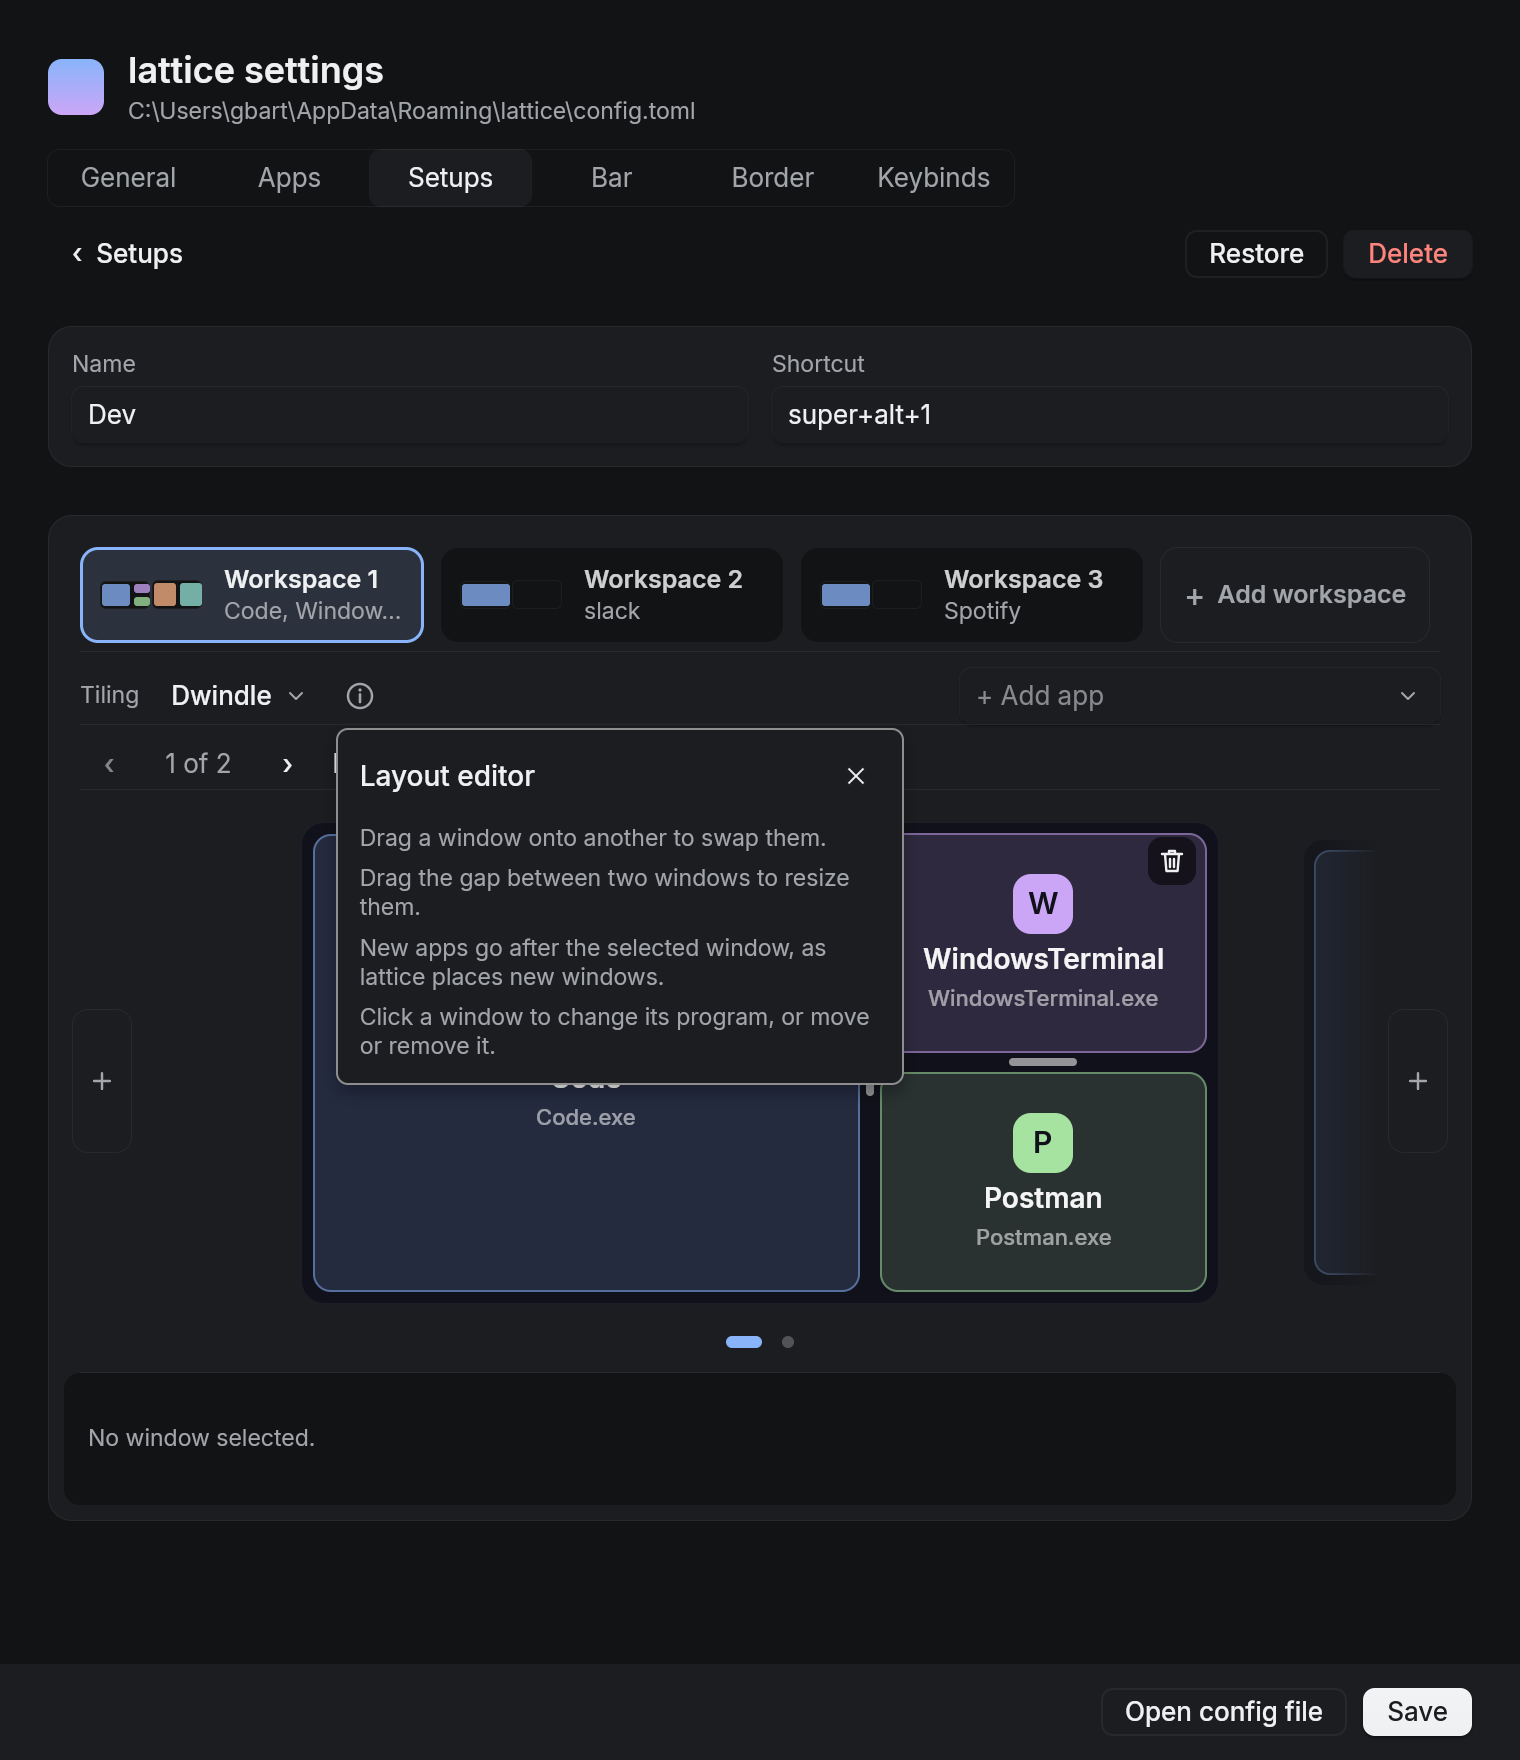 lattice settings
C:\Users\gbart\AppData\Roaming\lattice\config.toml
General Apps Setups Bar Border Keybinds
‹ Setups
Restore Delete
Name Shortcut
Dev super+alt+1
Workspace 1 Workspace 2 Workspace 3 + Add workspace
Code, Window... slack Spotify
Tiling Dwindle + Add app
‹ 1 of 2 ›
Layout editor
Drag a window onto another to swap them.
Drag the gap between two windows to resize
them.
New apps go after the selected window, as
lattice places new windows.
Click a window to change its program, or move
or remove it.
W
WindowsTerminal
WindowsTerminal.exe
+ +
Code
Code.exe
P
Postman
Postman.exe
No window selected.
Open config file Save